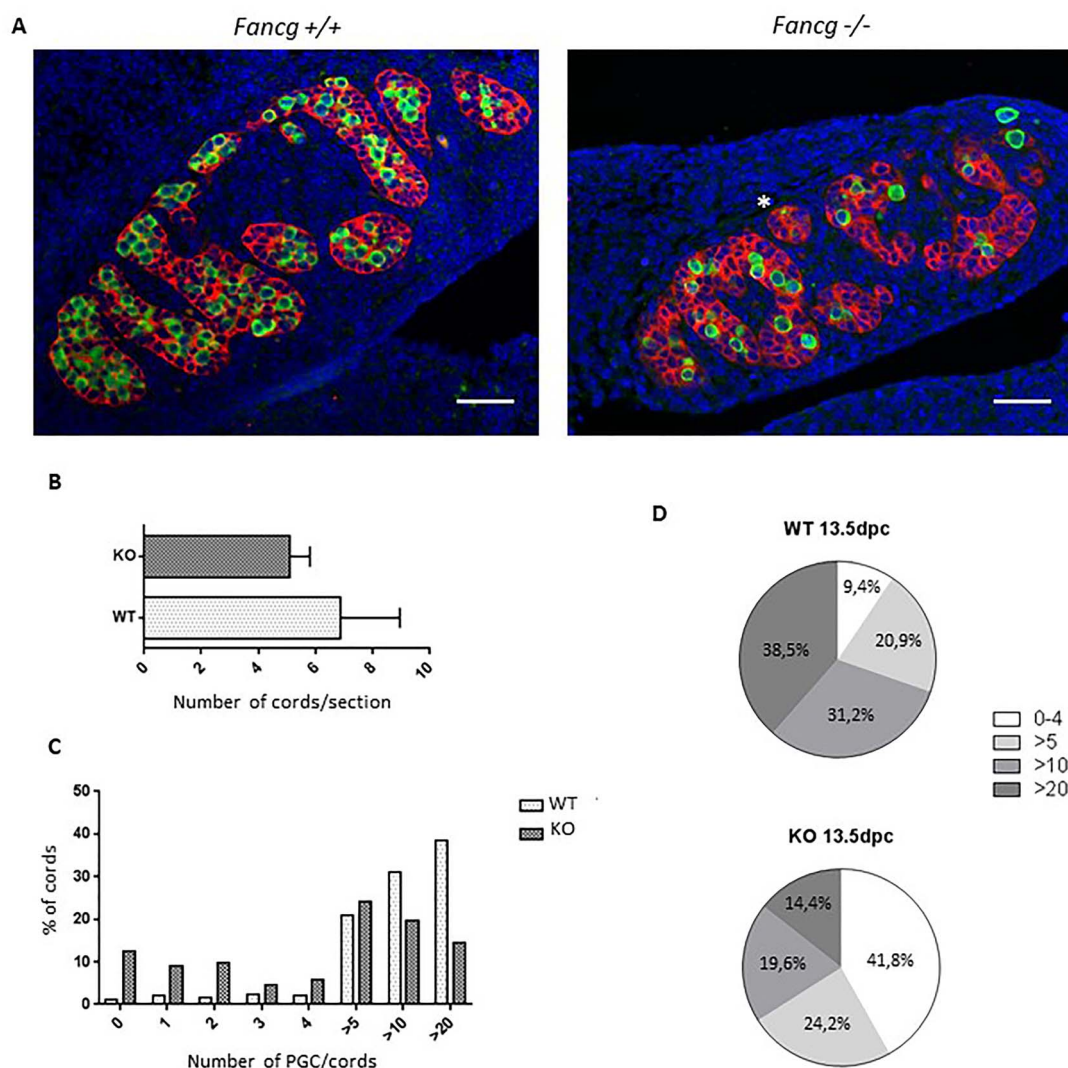 A
Fancg +/+
Fancg -/-
*
B
KO
WT
0 2 4 6 8 10
Number of cords/section
C
50
40
30
20
10
0
% of cords
0 1 2 3 4 >5 >10 >20
Number of PGC/cords
WT
KO
D
WT 13.5dpc
9,4%
20,9%
31,2%
38,5%
0-4
>5
>10
>20
KO 13.5dpc
14,4%
41,8%
19,6%
24,2%